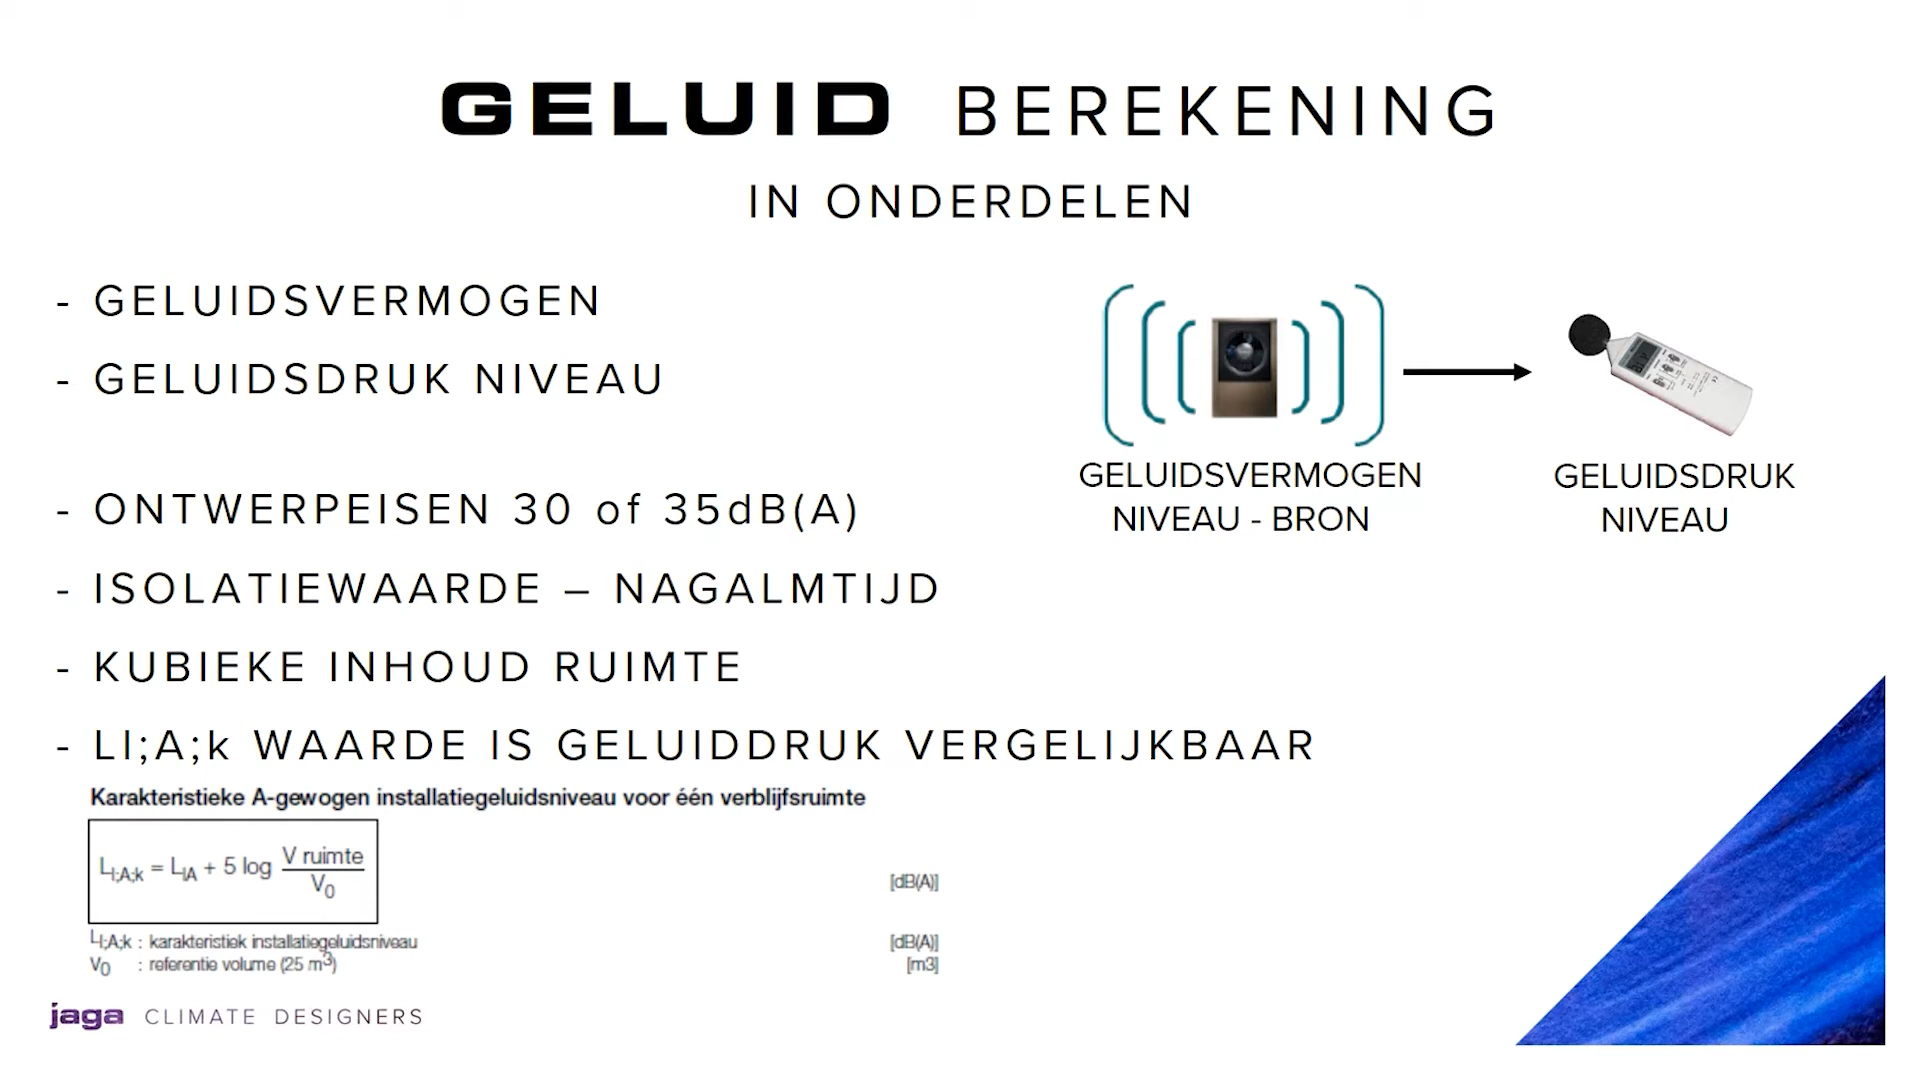 GELUID BEREKENING
IN ONDERDELEN
- GELUIDSVERMOGEN
- GELUIDSDRUK NIVEAU
- ONTWERPEISEN 30 of 35dB(A)
- ISOLATIEWAARDE – NAGALMTIJD
- KUBIEKE INHOUD RUIMTE
- LI;A;k WAARDE IS GELUIDDRUK VERGELIJKBAAR
GELUIDSVERMOGEN
NIVEAU - BRON
GELUIDSDRUK
NIVEAU
Karakteristieke A-gewogen installatiegeluidsniveau voor één verblijfsruimte
LI;A;k = LIA + 5 log V ruimte / V0 [dB(A)]
LI;A;k : karakteristiek installatiegeluidsniveau [dB(A)]
V0 : referentie volume (25 m3) [m3]
jaga CLIMATE DESIGNERS